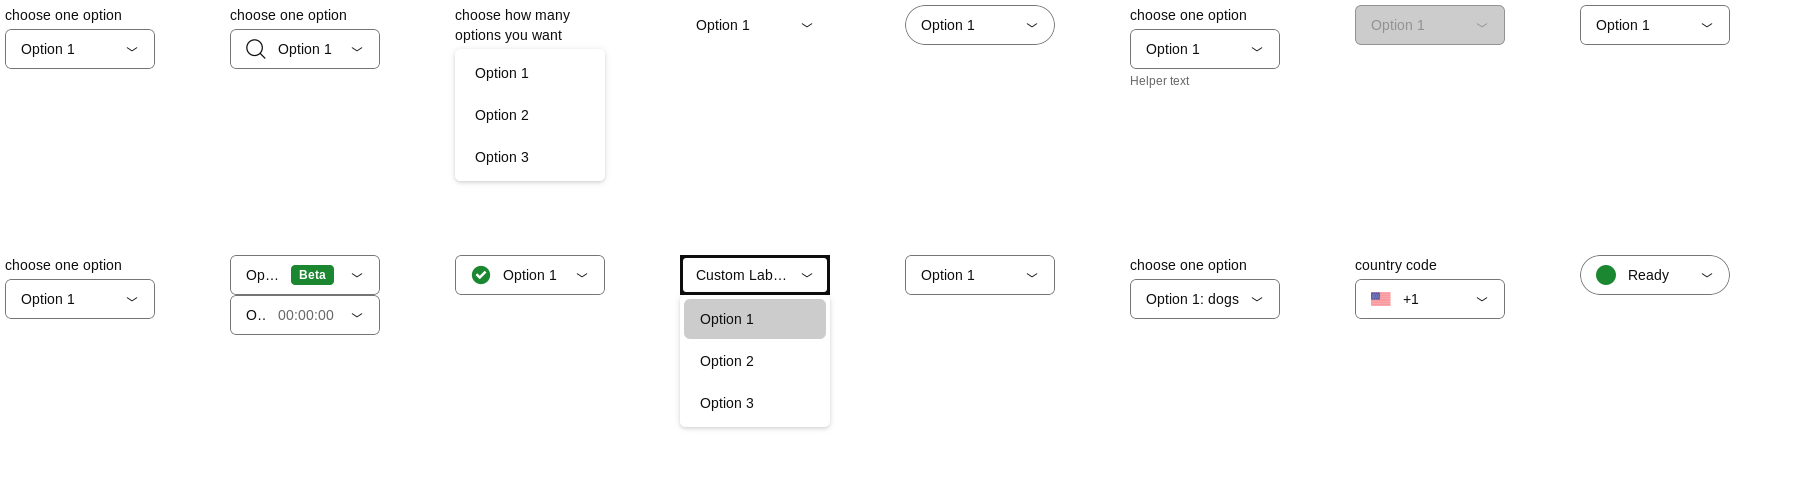 choose one option
Option 1
choose one option
Option 1
choose how many
options you want
Option 1
Option 2
Option 3
Option 1
Option 1
choose one option
Option 1
Helper text
Option 1
Option 1
choose one option
Option 1
Op... Beta
O.. 00:00:00
Option 1
Custom Lab...
Option 1
Option 2
Option 3
Option 1
choose one option
Option 1: dogs
country code
+1
Ready